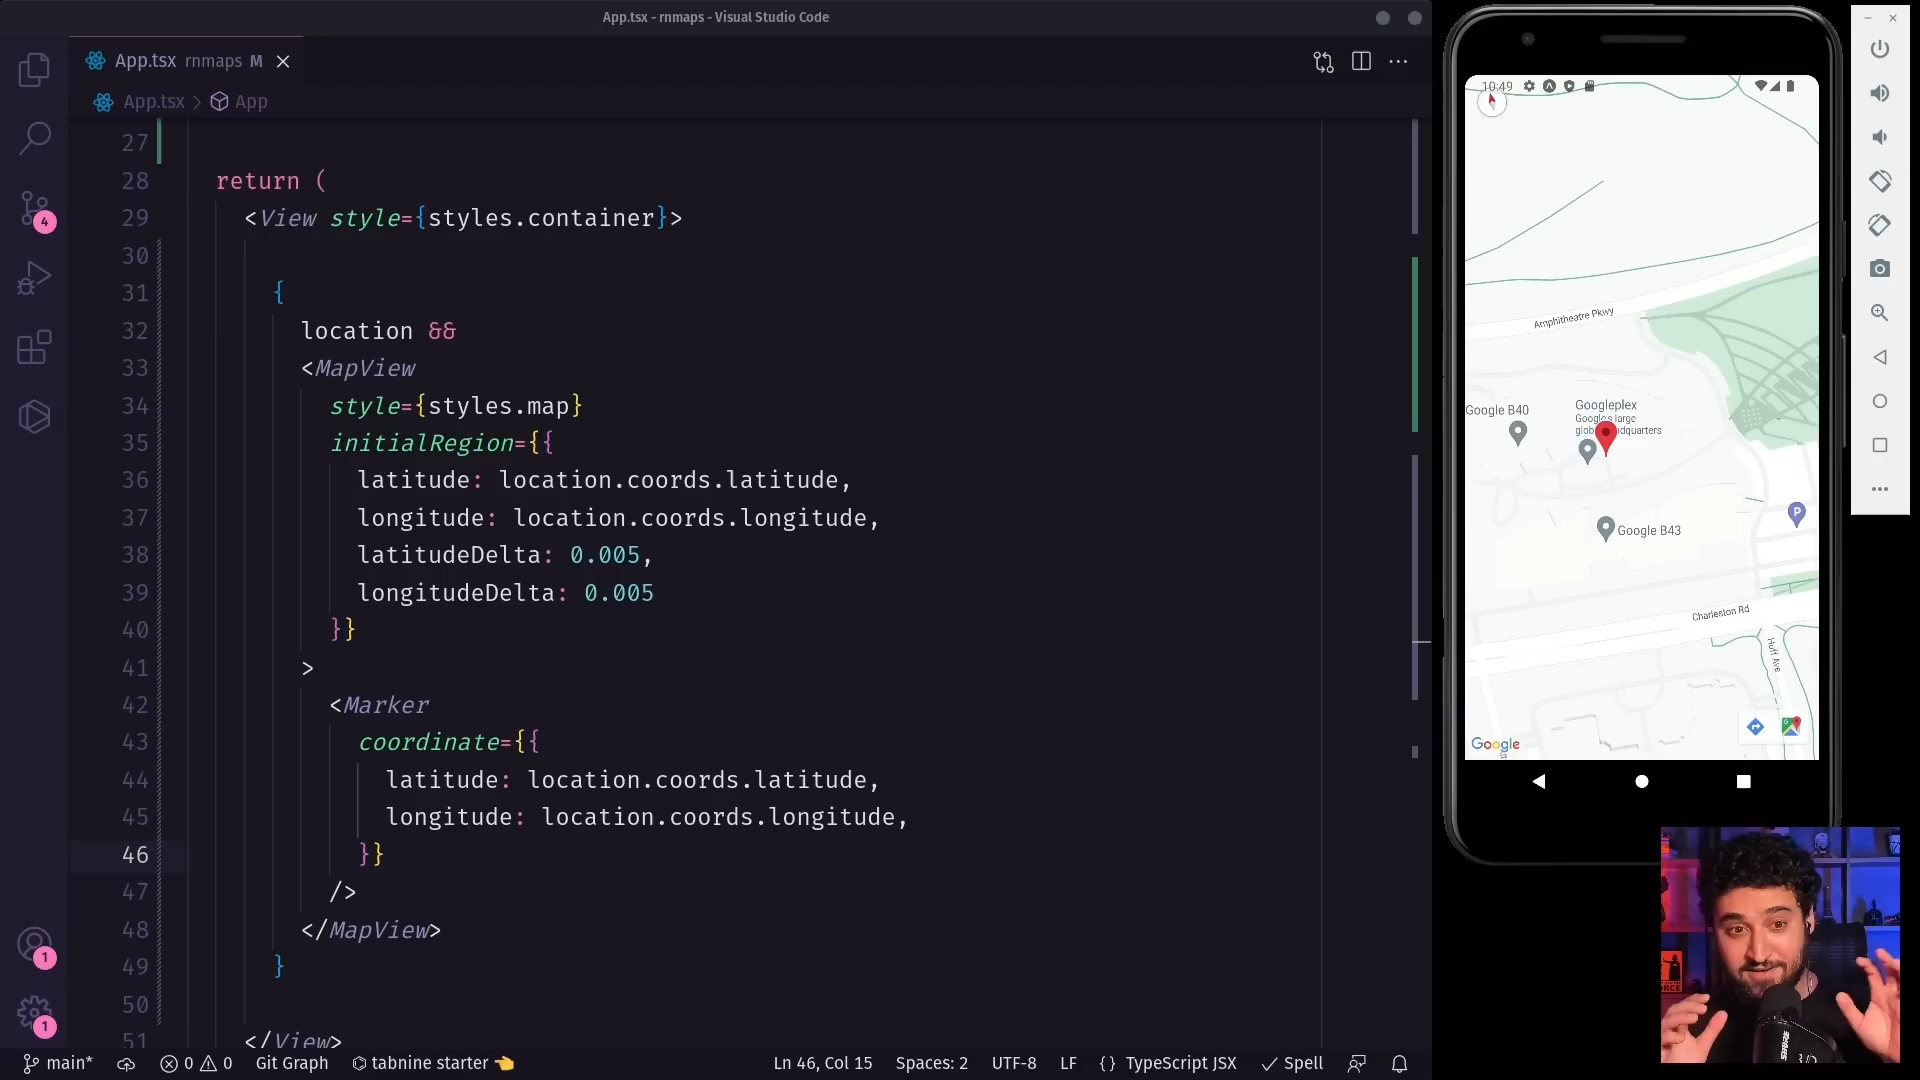 App.tsx - rnmaps - Visual Studio Code
App.tsx rnmaps M
App.tsx > App
27
28 return (
29 <View style={styles.container}>
30
31 {
32 location &&
33 <MapView
34 style={styles.map}
35 initialRegion={{
36 latitude: location.coords.latitude,
37 longitude: location.coords.longitude,
38 latitudeDelta: 0.005,
39 longitudeDelta: 0.005
40 }}
41 >
42 <Marker
43 coordinate={{
44 latitude: location.coords.latitude,
45 longitude: location.coords.longitude,
46 }}
47 />
48 </MapView>
49 }
50
51 </View>
4
1
1
main*
0 0
Git Graph
tabnine starter
Ln 46, Col 15
Spaces: 2
UTF-8
LF
{} TypeScript JSX
Spell
10:49
Amphitheatre Pkwy
Googleplex
Google B40
Google B43
P
Charleston Rd
Huff Ave
Google